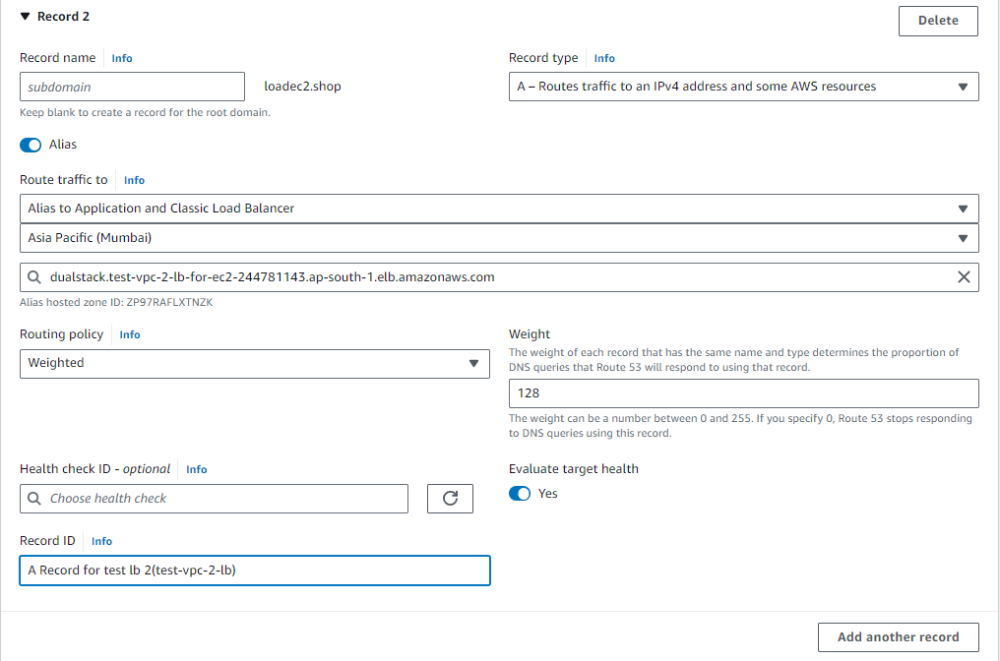 Record 2
Delete
Record name Info
Record type Info
subdomain
loadec2.shop
A – Routes traffic to an IPv4 address and some AWS resources
Keep blank to create a record for the root domain.
Alias
Route traffic to Info
Alias to Application and Classic Load Balancer
Asia Pacific (Mumbai)
dualstack.test-vpc-2-lb-for-ec2-244781143.ap-south-1.elb.amazonaws.com
Alias hosted zone ID: ZP97RAFLXTNZK
Routing policy Info
Weighted
Weight
The weight of each record that has the same name and type determines the proportion of
DNS queries that Route 53 will respond to using that record.
128
The weight can be a number between 0 and 255. If you specify 0, Route 53 stops responding
to DNS queries using this record.
Health check ID - optional Info
Choose health check
Evaluate target health
Yes
Record ID Info
A Record for test lb 2(test-vpc-2-lb)
Add another record